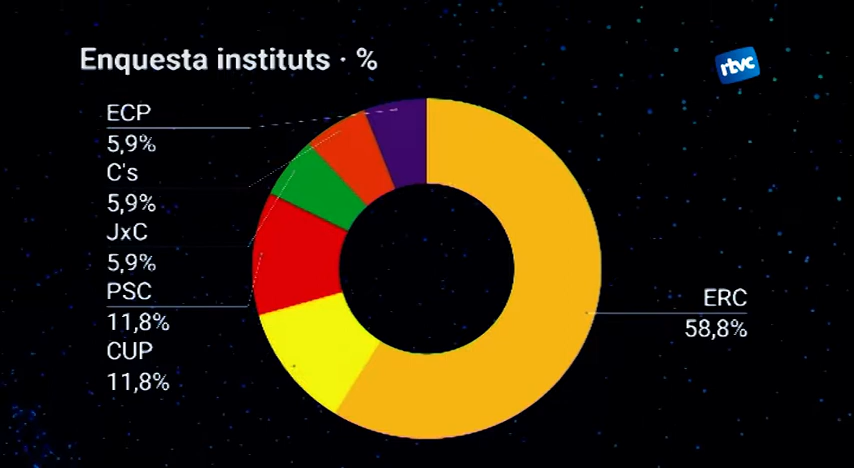 Enquesta instituts · %
rtvc
ECP
5,9%
C's
5,9%
JxC
5,9%
PSC
11,8%
CUP
11,8%
ERC
58,8%